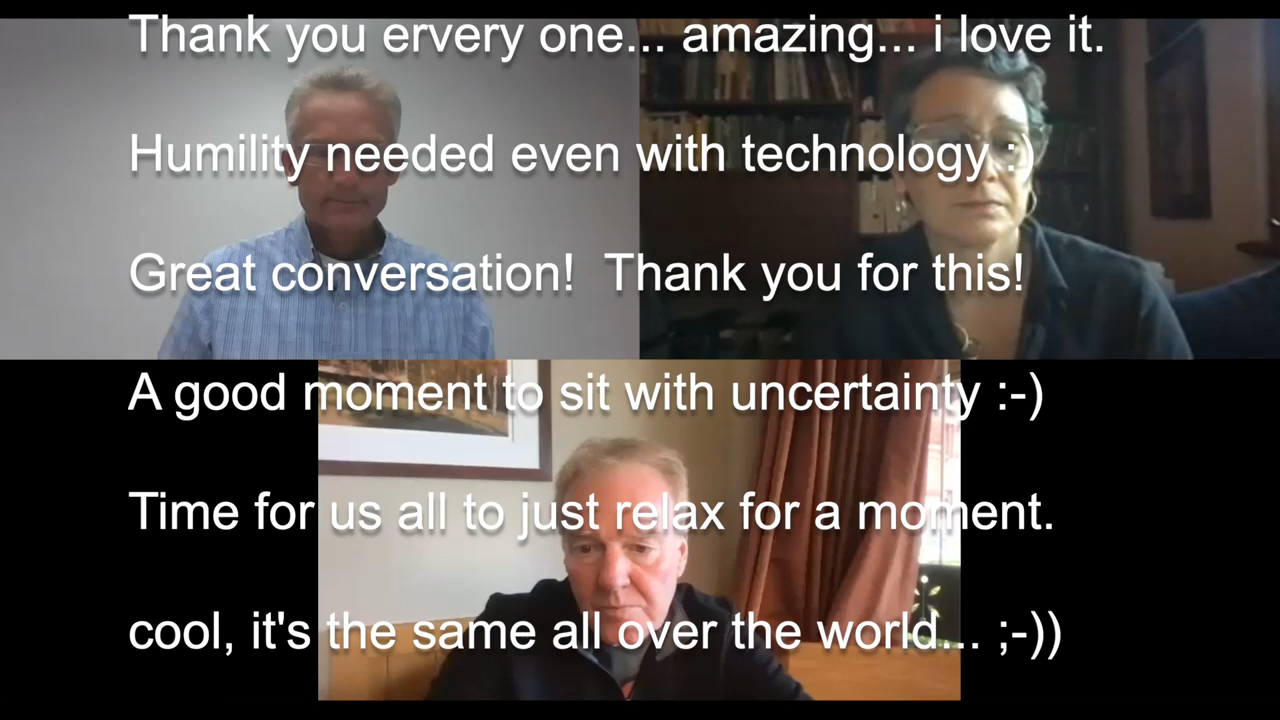 Thank you ervery one... amazing... i love it.
Humility needed even with technology :)
Great conversation!  Thank you for this!
A good moment to sit with uncertainty :-)
Time for us all to just relax for a moment.
cool, it's the same all over the world... ;-))